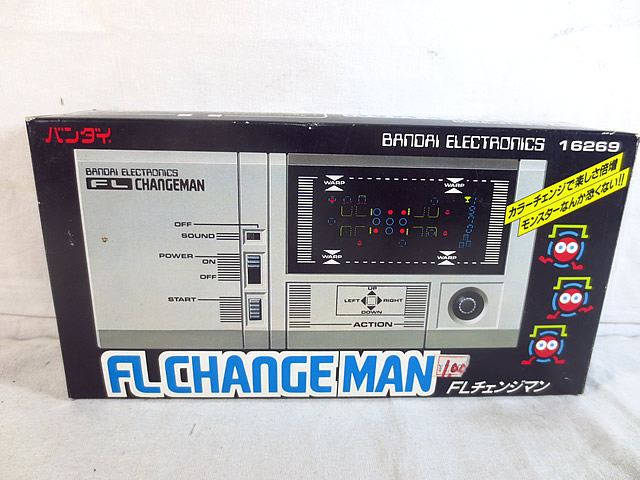 バンダイ
BANDAI ELECTRONICS 16269
BANDAI ELECTRONICS
FL CHANGEMAN
カラーチェンジで楽しさ倍増
モンスターなんか恐くない!!
WARP
WARP
WARP
WARP
OFF
SOUND
POWER
ON
OFF
START
UP
LEFT
RIGHT
DOWN
ACTION
FL CHANGE MAN
FLチェンジマン